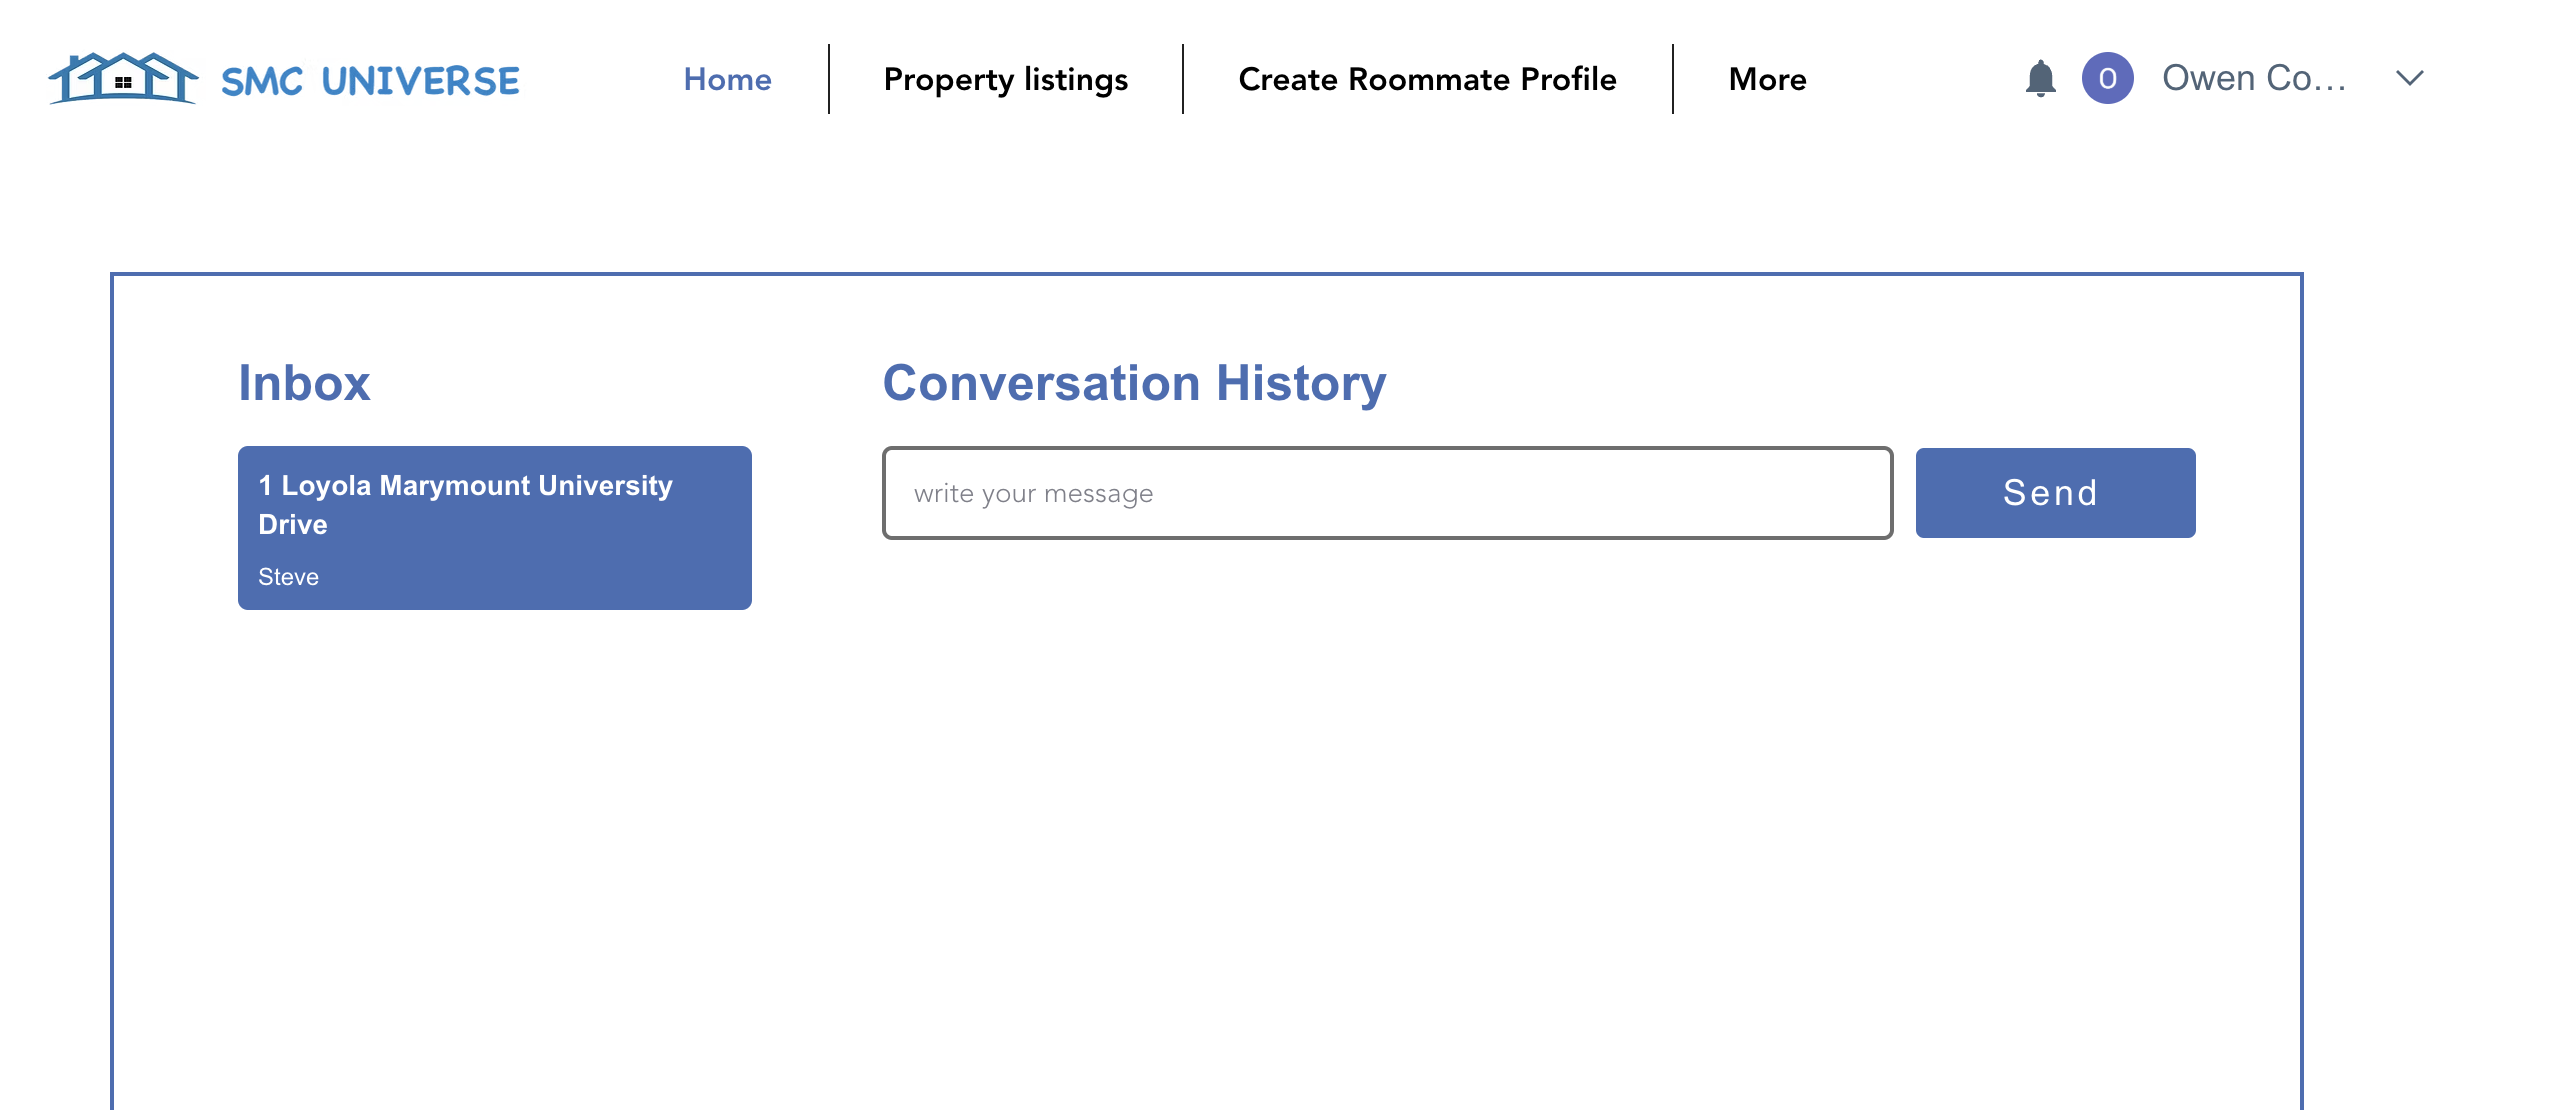 SMC UNIVERSE
Home
Property listings
Create Roommate Profile
More
O
Owen Co...
Inbox
Conversation History
1 Loyola Marymount University
Drive
Steve
write your message
Send